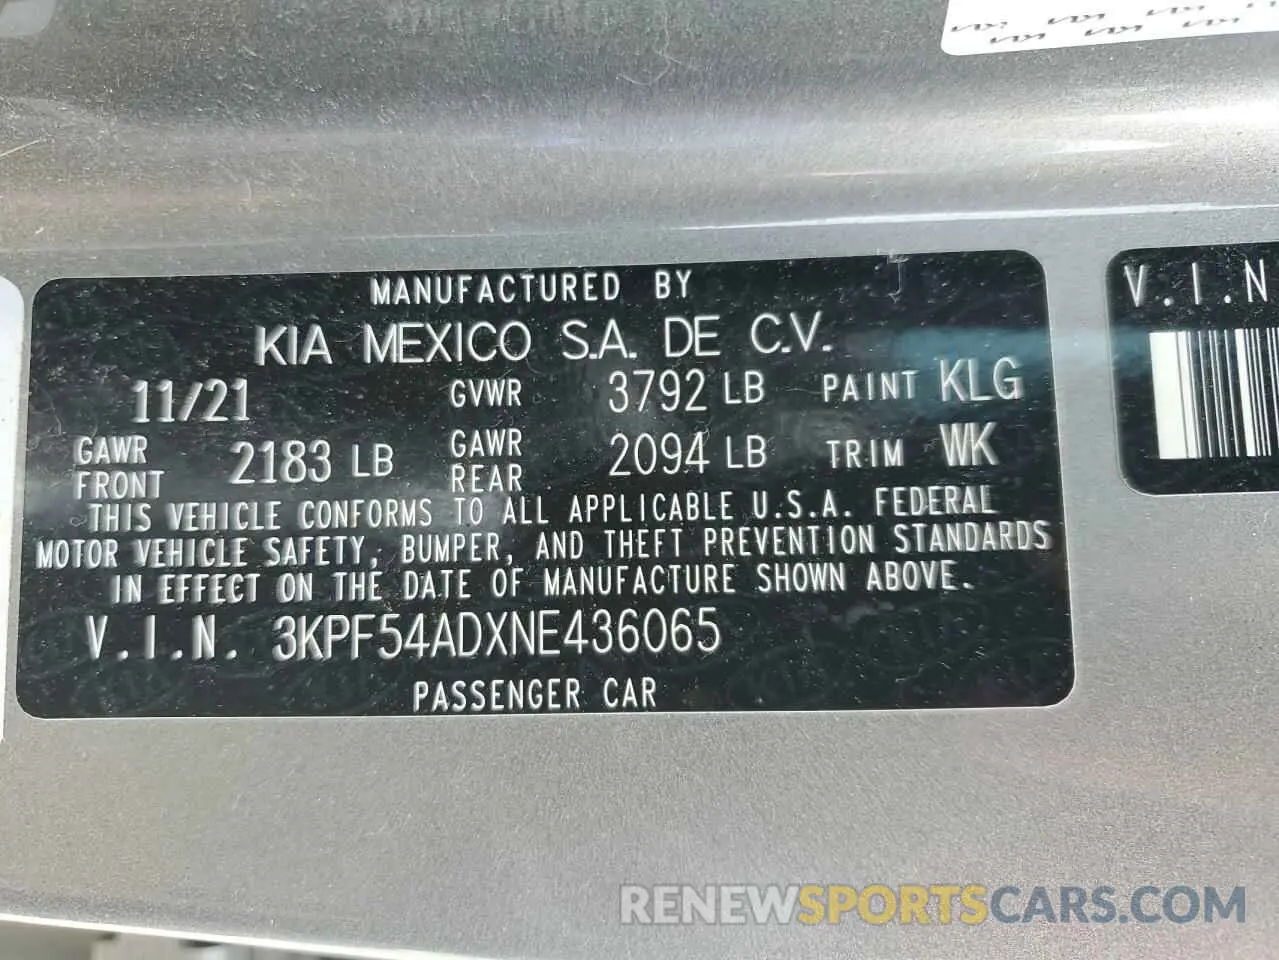 MANUFACTURED BY
KIA MEXICO S.A. DE C.V.
11/21 GVWR 3792 LB PAINT KLG
GAWR FRONT 2183 LB GAWR REAR 2094 LB TRIM WK
THIS VEHICLE CONFORMS TO ALL APPLICABLE U.S.A. FEDERAL
MOTOR VEHICLE SAFETY, BUMPER, AND THEFT PREVENTION STANDARDS
IN EFFECT ON THE DATE OF MANUFACTURE SHOWN ABOVE.
V.I.N. 3KPF54ADXNE436065
PASSENGER CAR
V.I.N
RENEWSPORTSCARS.COM